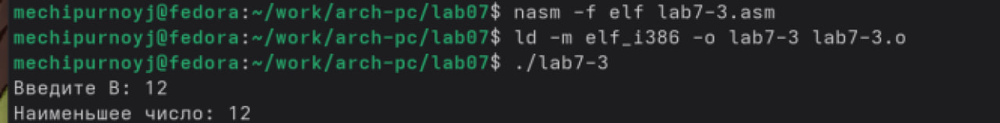 mechipurnoyj@fedora:~/work/arch-pc/lab07$ nasm -f elf lab7-3.asm
mechipurnoyj@fedora:~/work/arch-pc/lab07$ ld -m elf_i386 -o lab7-3 lab7-3.o
mechipurnoyj@fedora:~/work/arch-pc/lab07$ ./lab7-3
Введите В: 12
Наименьшее число: 12